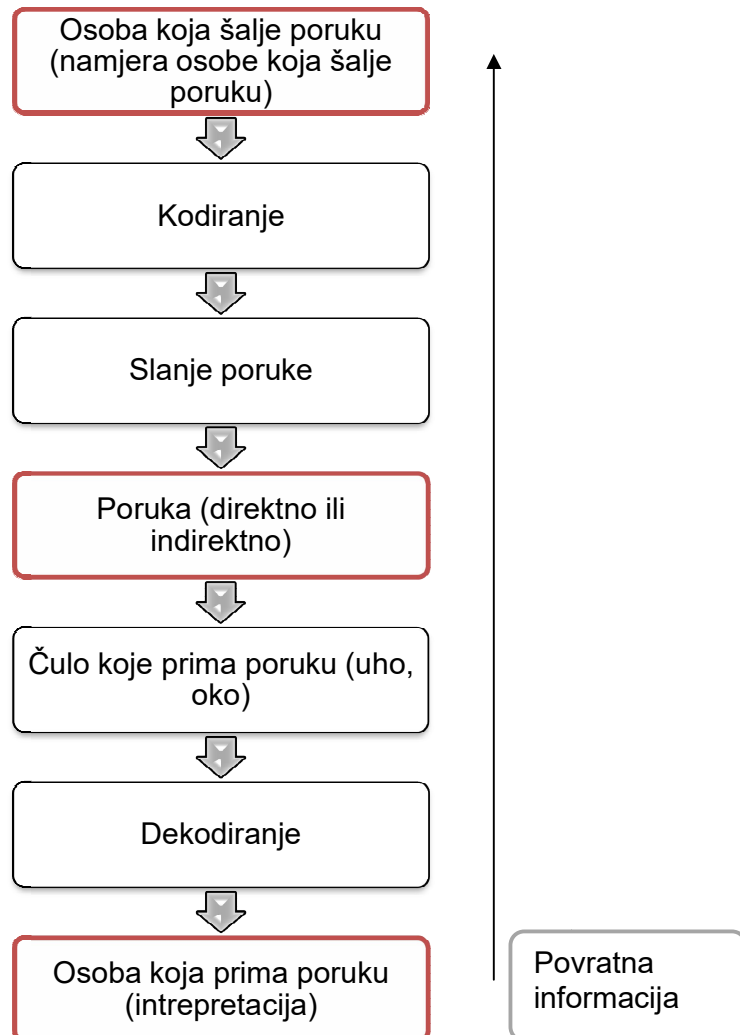 Osoba koja šalje poruku
(namjera osobe koja šalje
poruku)
Kodiranje
Slanje poruke
Poruka (direktno ili
indirektno)
Čulo koje prima poruku (uho,
oko)
Dekodiranje
Osoba koja prima poruku
(intrepretacija)
Povratna
informacija